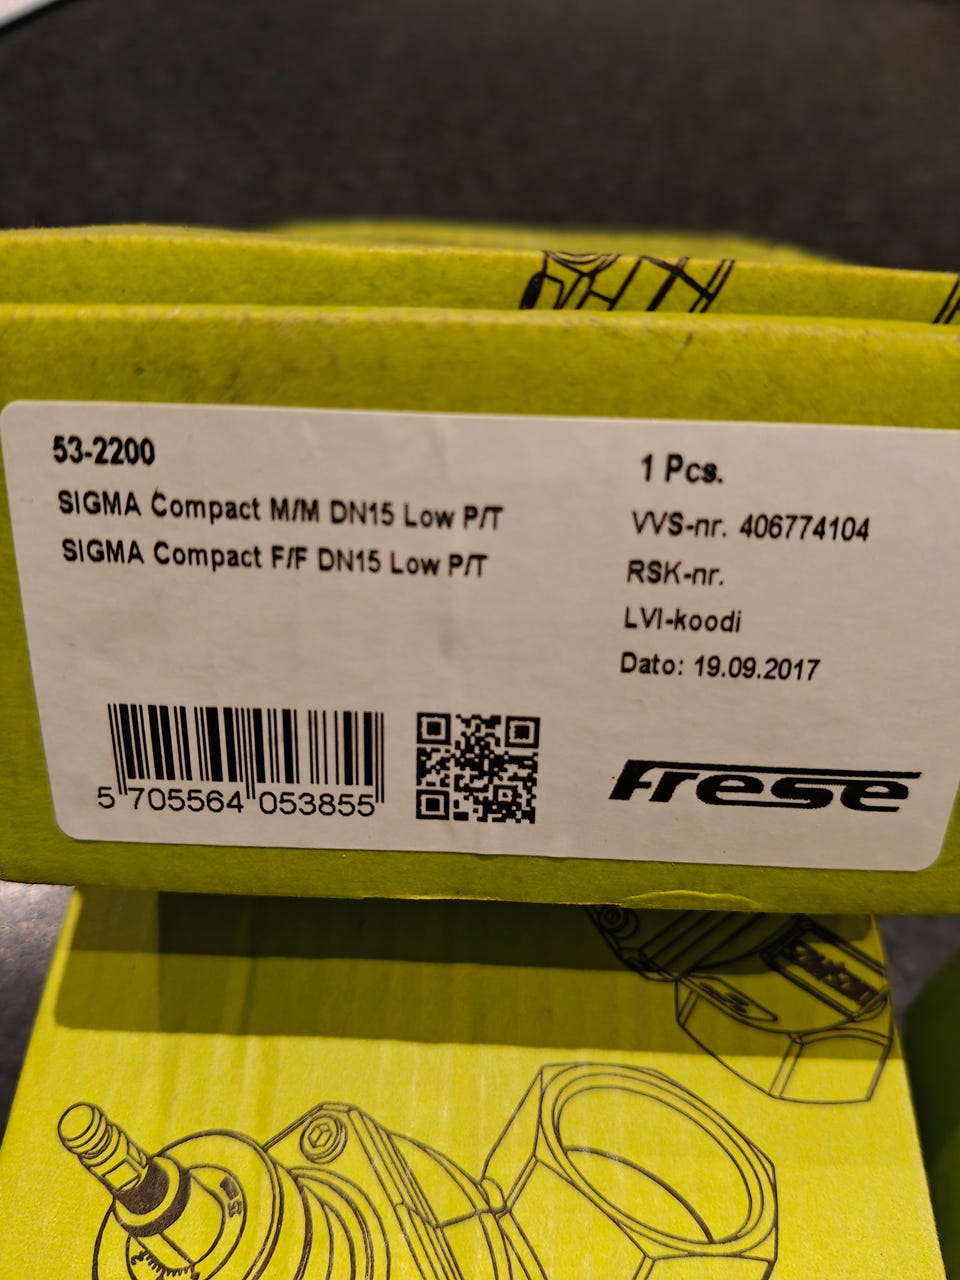 53-2200
SIGMA Compact M/M DN15 Low P/T
SIGMA Compact F/F DN15 Low P/T
1 Pcs.
VVS-nr. 406774104
RSK-nr.
LVI-koodi
Dato: 19.09.2017
5 705564 053855
Frese